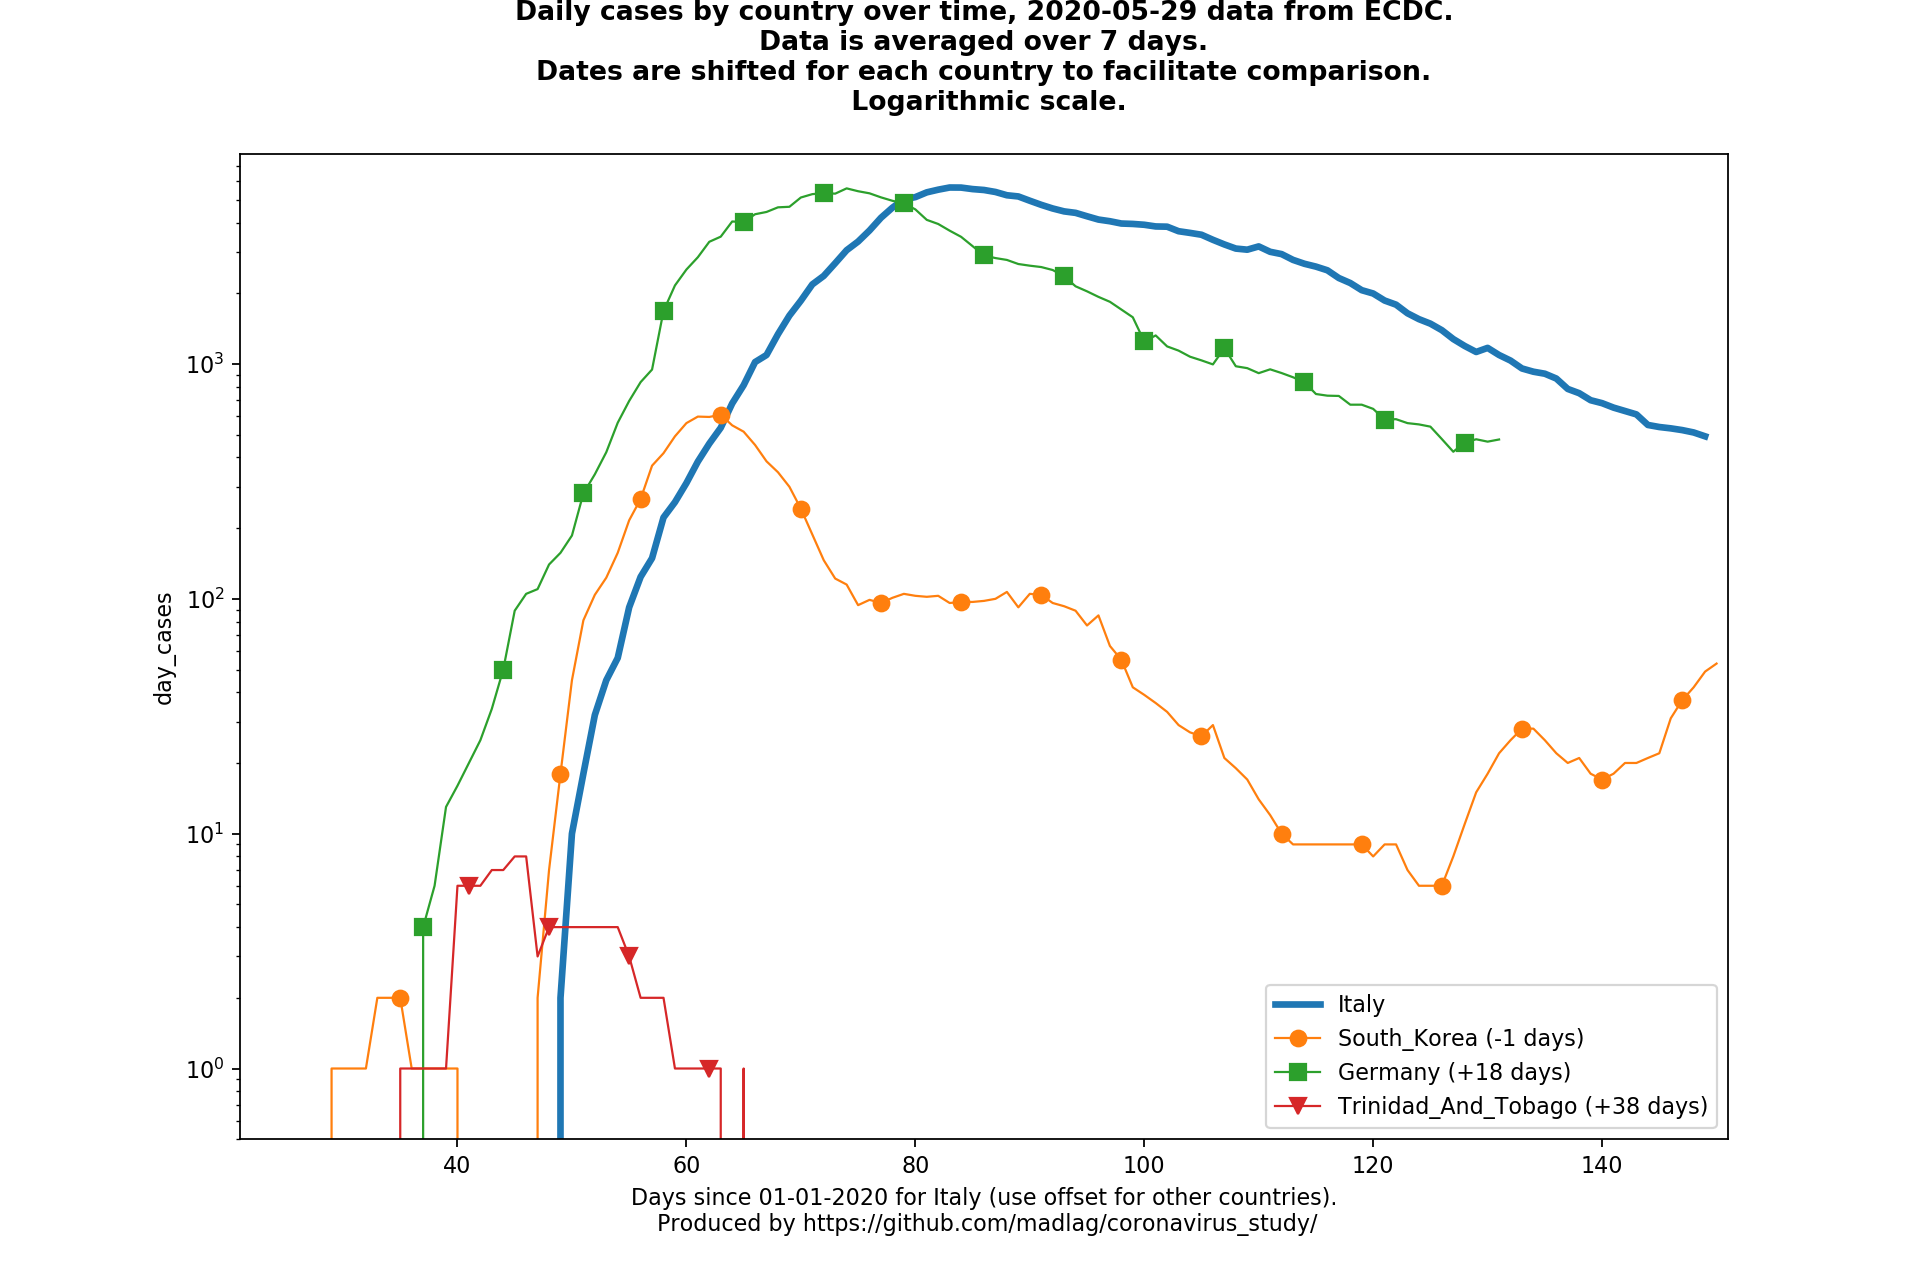 Daily cases by country over time, 2020-05-29 data from ECDC.
Data is averaged over 7 days.
Dates are shifted for each country to facilitate comparison.
Logarithmic scale.
10³
10²
10¹
10⁰
day_cases
40 60 80 100 120 140
Days since 01-01-2020 for Italy (use offset for other countries).
Produced by https://github.com/madlag/coronavirus_study/
Italy
South_Korea (-1 days)
Germany (+18 days)
Trinidad_And_Tobago (+38 days)